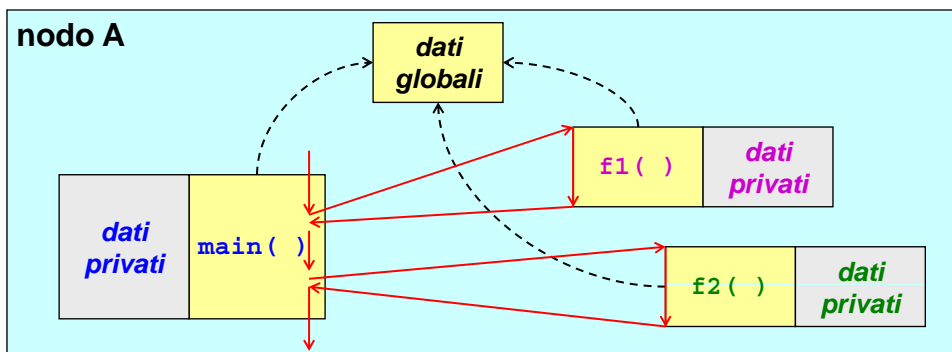 nodo A
dati
globali
f1( )
dati
privati
dati
privati
main( )
f2( )
dati
privati